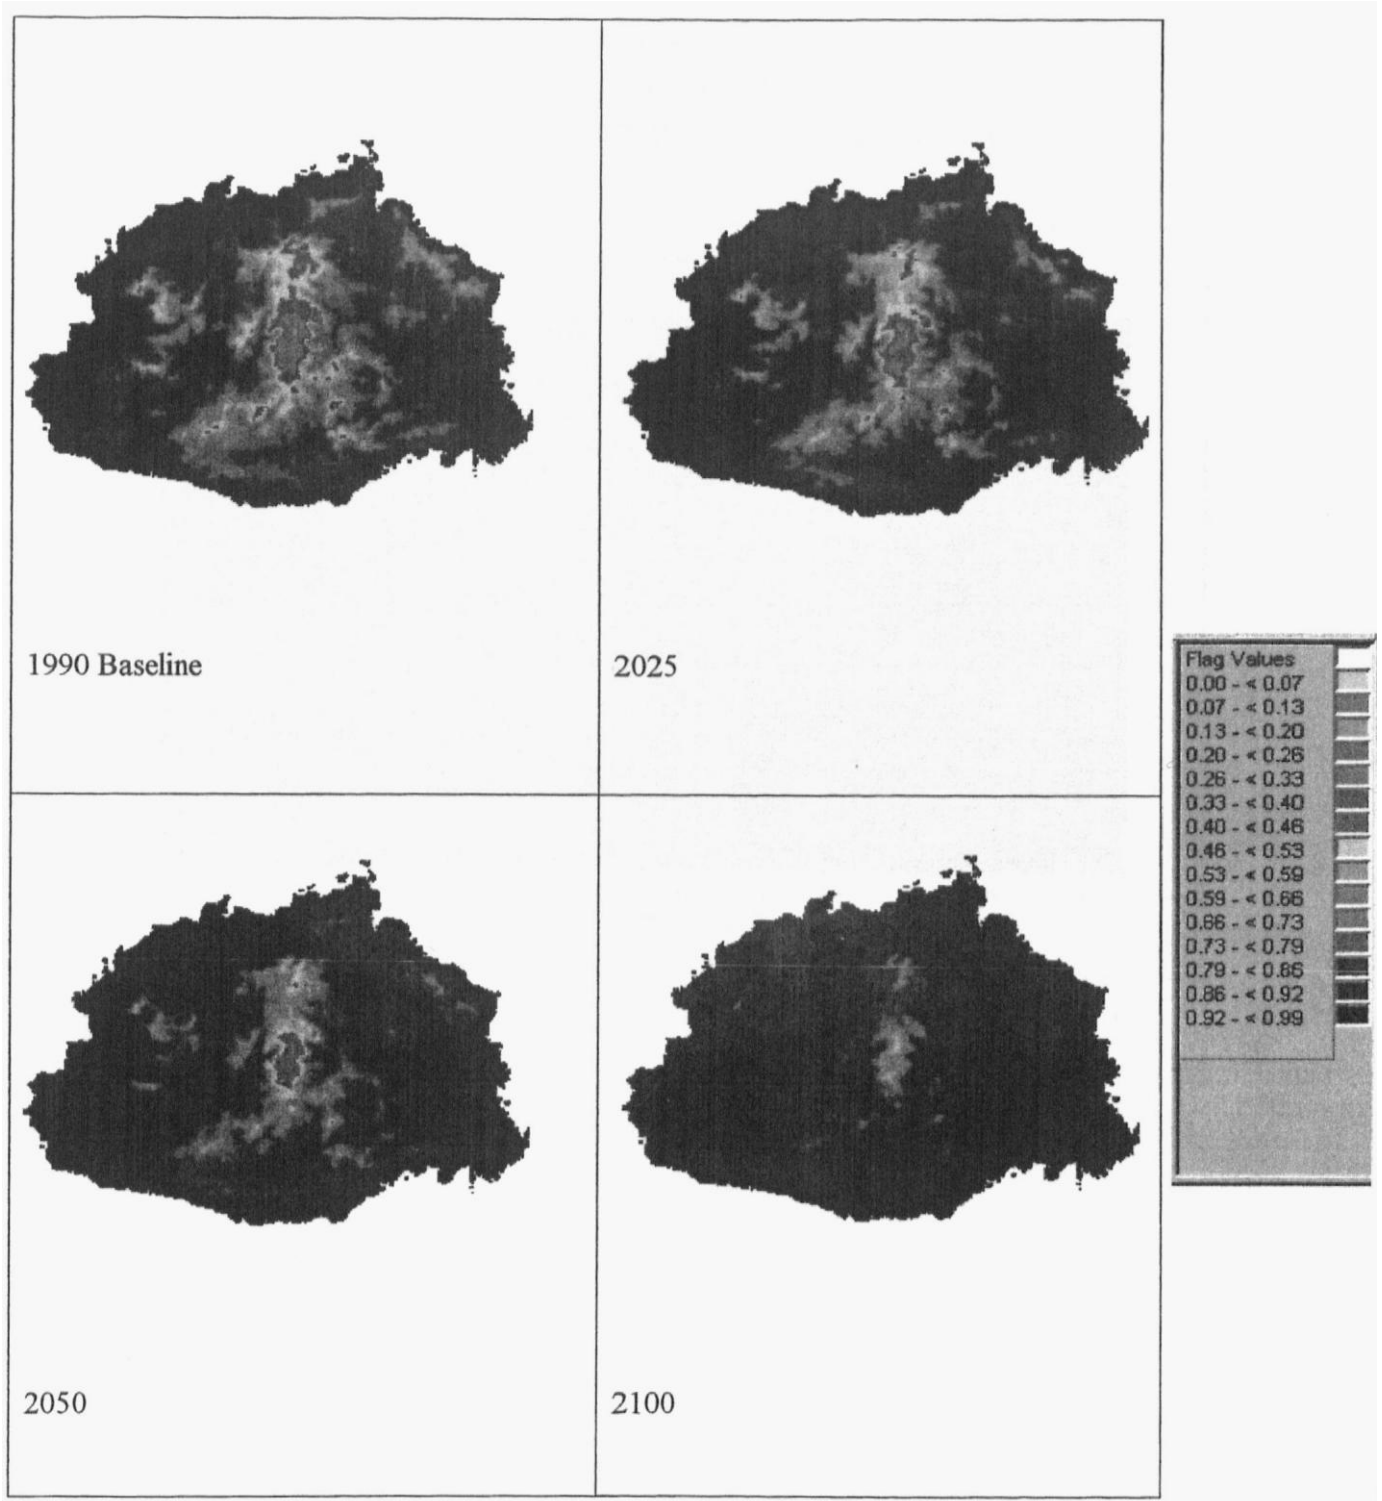 1990 Baseline
2025
Flag Values
0.00 - < 0.07
0.07 - < 0.13
0.13 - < 0.20
0.20 - < 0.26
0.26 - < 0.33
0.33 - < 0.40
0.40 - < 0.46
0.46 - < 0.53
0.53 - < 0.59
0.59 - < 0.66
0.66 - < 0.73
0.73 - < 0.79
0.79 - < 0.86
0.86 - < 0.92
0.92 - < 0.99
2050
2100